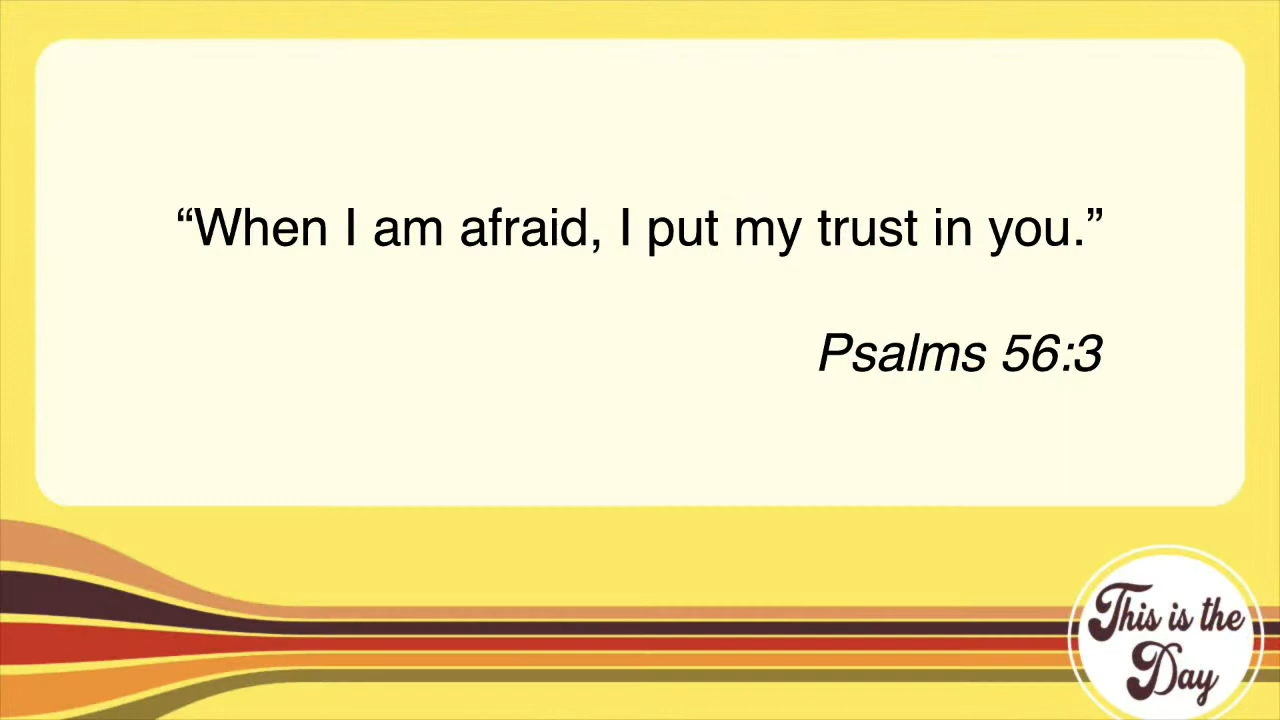 “When I am afraid, I put my trust in you.”
Psalms 56:3
This is the
Day